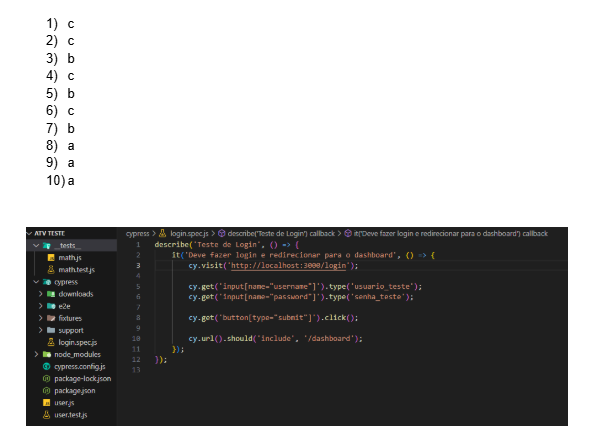 1) c
2) c
3) b
4) c
5) b
6) c
7) b
8) a
9) a
10) a
ATV TESTE
__tests__
math.js
math.test.js
cypress
downloads
e2e
fixtures
support
login.spec.js
node_modules
cypress.config.js
package-lock.json
package.json
user.js
user.test.js
cypress > login.spec.js > describe('Teste de Login') callback > it('Deve fazer login e redirecionar para o dashboard') callback
1 describe('Teste de Login', () => {
2 it('Deve fazer login e redirecionar para o dashboard', () => {
3 cy.visit('http://localhost:3000/login');
4
5 cy.get('input[name="username"]').type('usuario_teste');
6 cy.get('input[name="password"]').type('senha_teste');
7
8 cy.get('button[type="submit"]').click();
9
10 cy.url().should('include', '/dashboard');
11 });
12 });
13